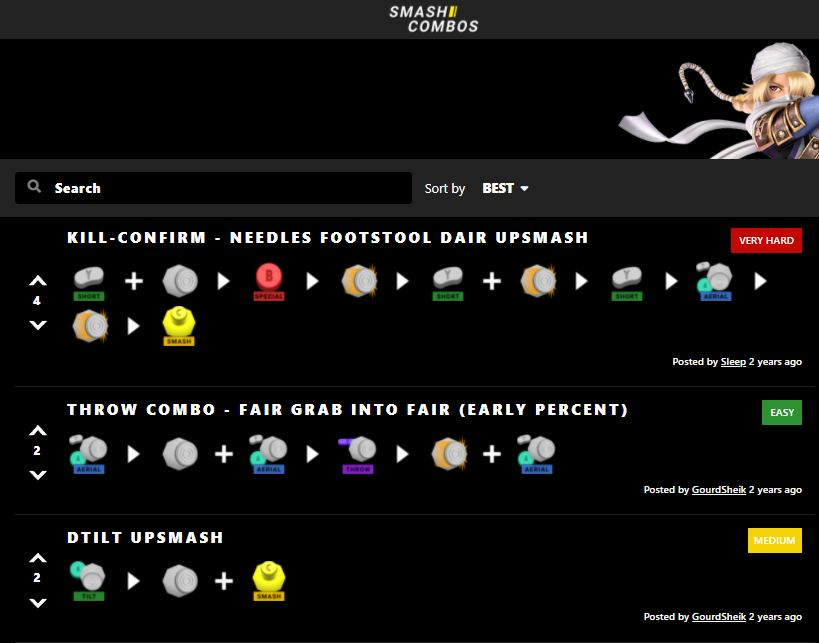 SMASH
COMBOS
Search
Sort by BEST
KILL-CONFIRM - NEEDLES FOOTSTOOL DAIR UPSMASH
VERY HARD
4
Y B Y Y A
SHORT SPECIAL SHORT SHORT AERIAL
C
SMASH
Posted by Sleep 2 years ago
THROW COMBO - FAIR GRAB INTO FAIR (EARLY PERCENT)
EASY
2
A A A
AERIAL AERIAL THROW AERIAL
Posted by GourdSheik 2 years ago
DTILT UPSMASH
MEDIUM
2
A C
TILT SMASH
Posted by GourdSheik 2 years ago